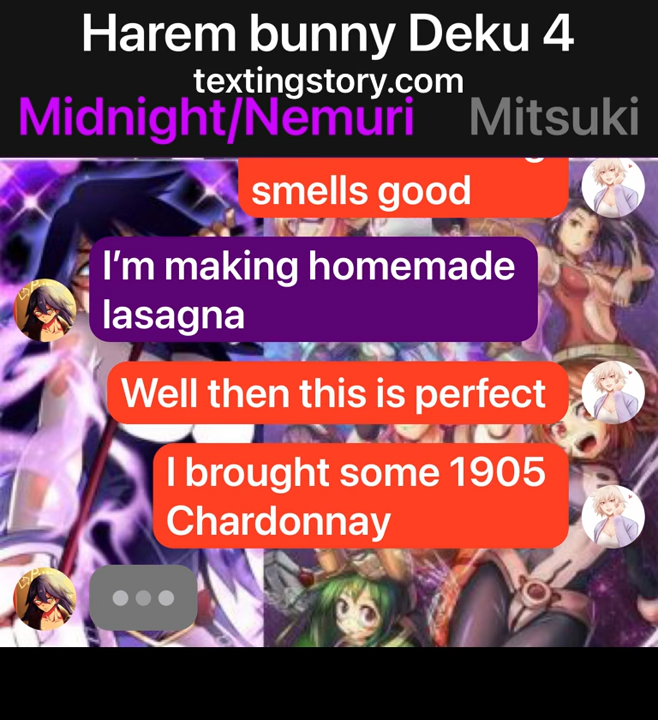 Harem bunny Deku 4
textingstory.com
Midnight/Nemuri Mitsuki
smells good
I'm making homemade
lasagna
Well then this is perfect
I brought some 1905
Chardonnay